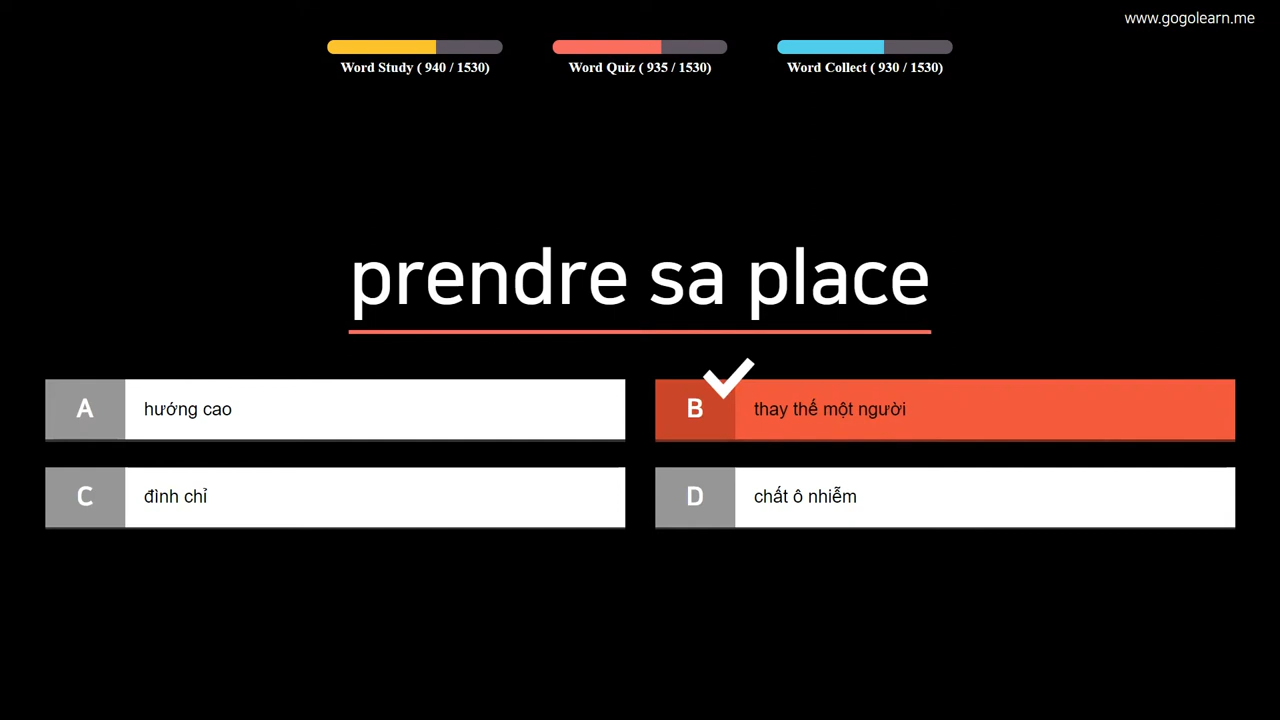 www.gogolearn.me
Word Study ( 940 / 1530)
Word Quiz ( 935 / 1530)
Word Collect ( 930 / 1530)
prendre sa place
A hướng cao
B thay thế một người
C đình chỉ
D chất ô nhiễm